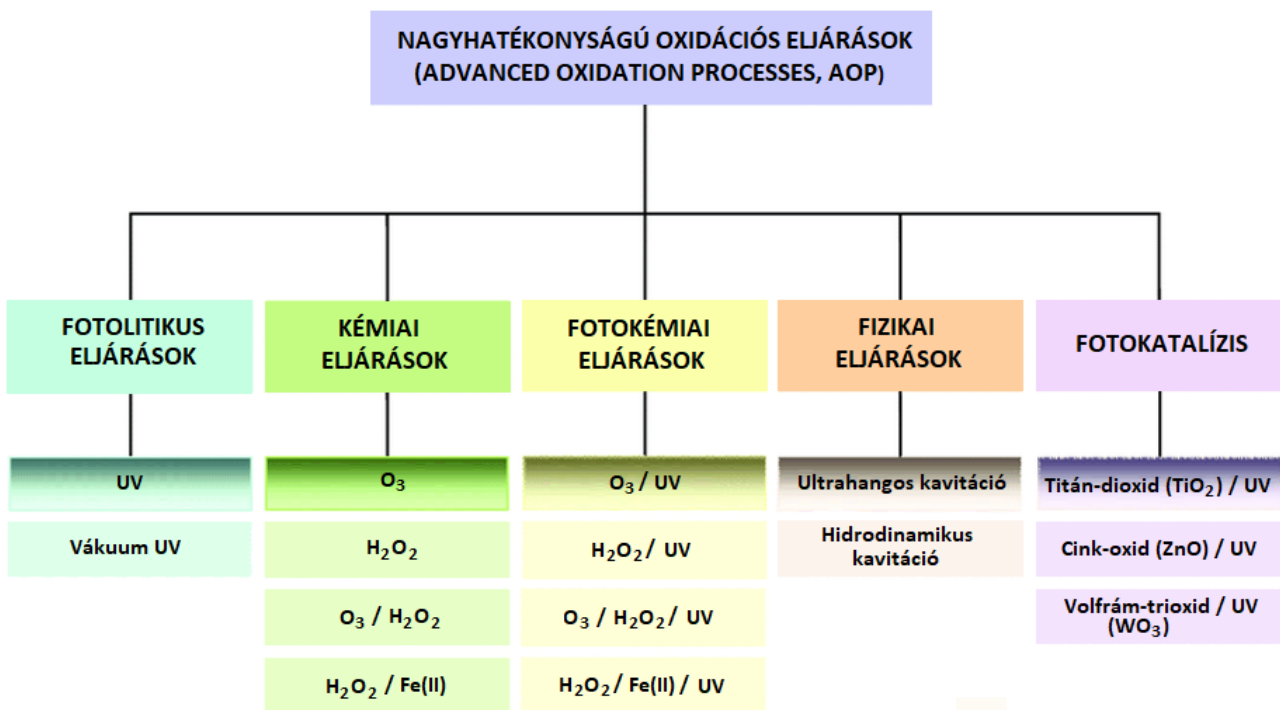 NAGYHATÉKONYSÁGÚ OXIDÁCIÓS ELJÁRÁSOK
(ADVANCED OXIDATION PROCESSES, AOP)
FOTOLITIKUS
ELJÁRÁSOK
UV
Vákuum UV
KÉMIAI
ELJÁRÁSOK
O₃
H₂O₂
O₃ / H₂O₂
H₂O₂ / Fe(II)
FOTOKÉMIAI
ELJÁRÁSOK
O₃ / UV
H₂O₂ / UV
O₃ / H₂O₂ / UV
H₂O₂ / Fe(II) / UV
FIZIKAI
ELJÁRÁSOK
Ultrahangos kavitáció
Hidrodinamikus
kavitáció
FOTOKATALÍZIS
Titán-dioxid (TiO₂) / UV
Cink-oxid (ZnO) / UV
Volfrám-trioxid / UV
(WO₃)